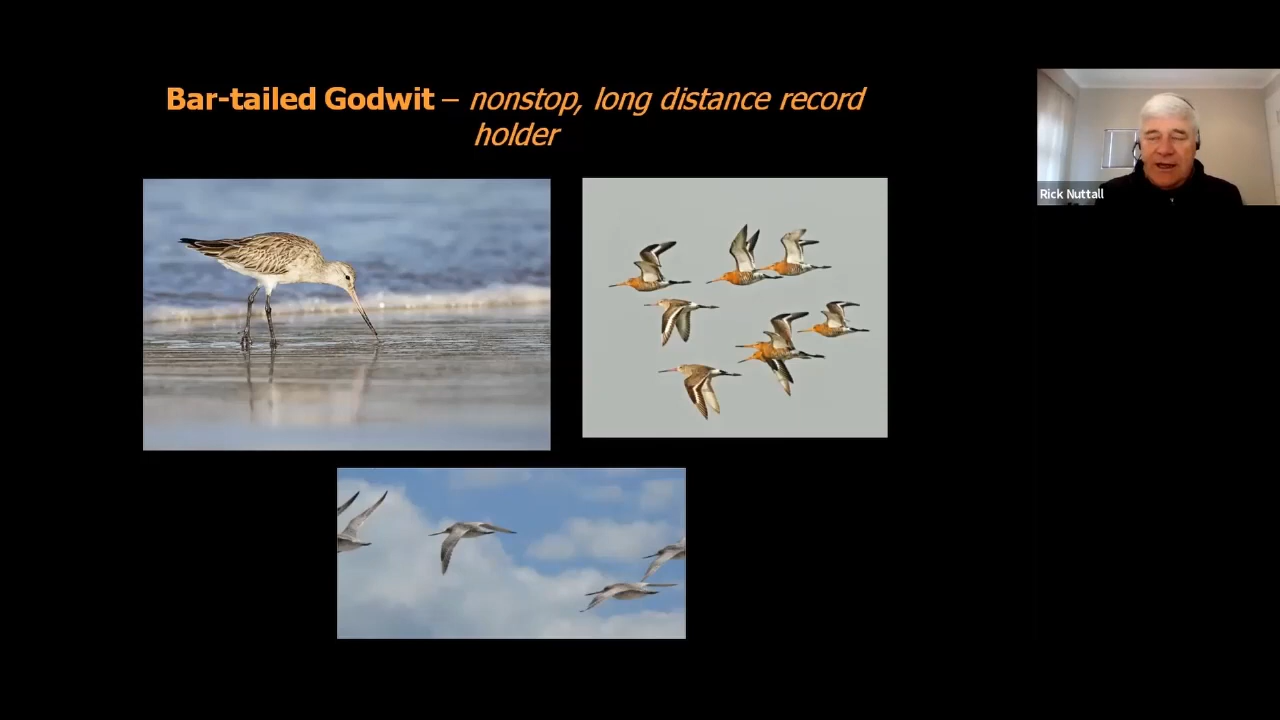 Bar-tailed Godwit – nonstop, long distance record
holder
Rick Nuttall